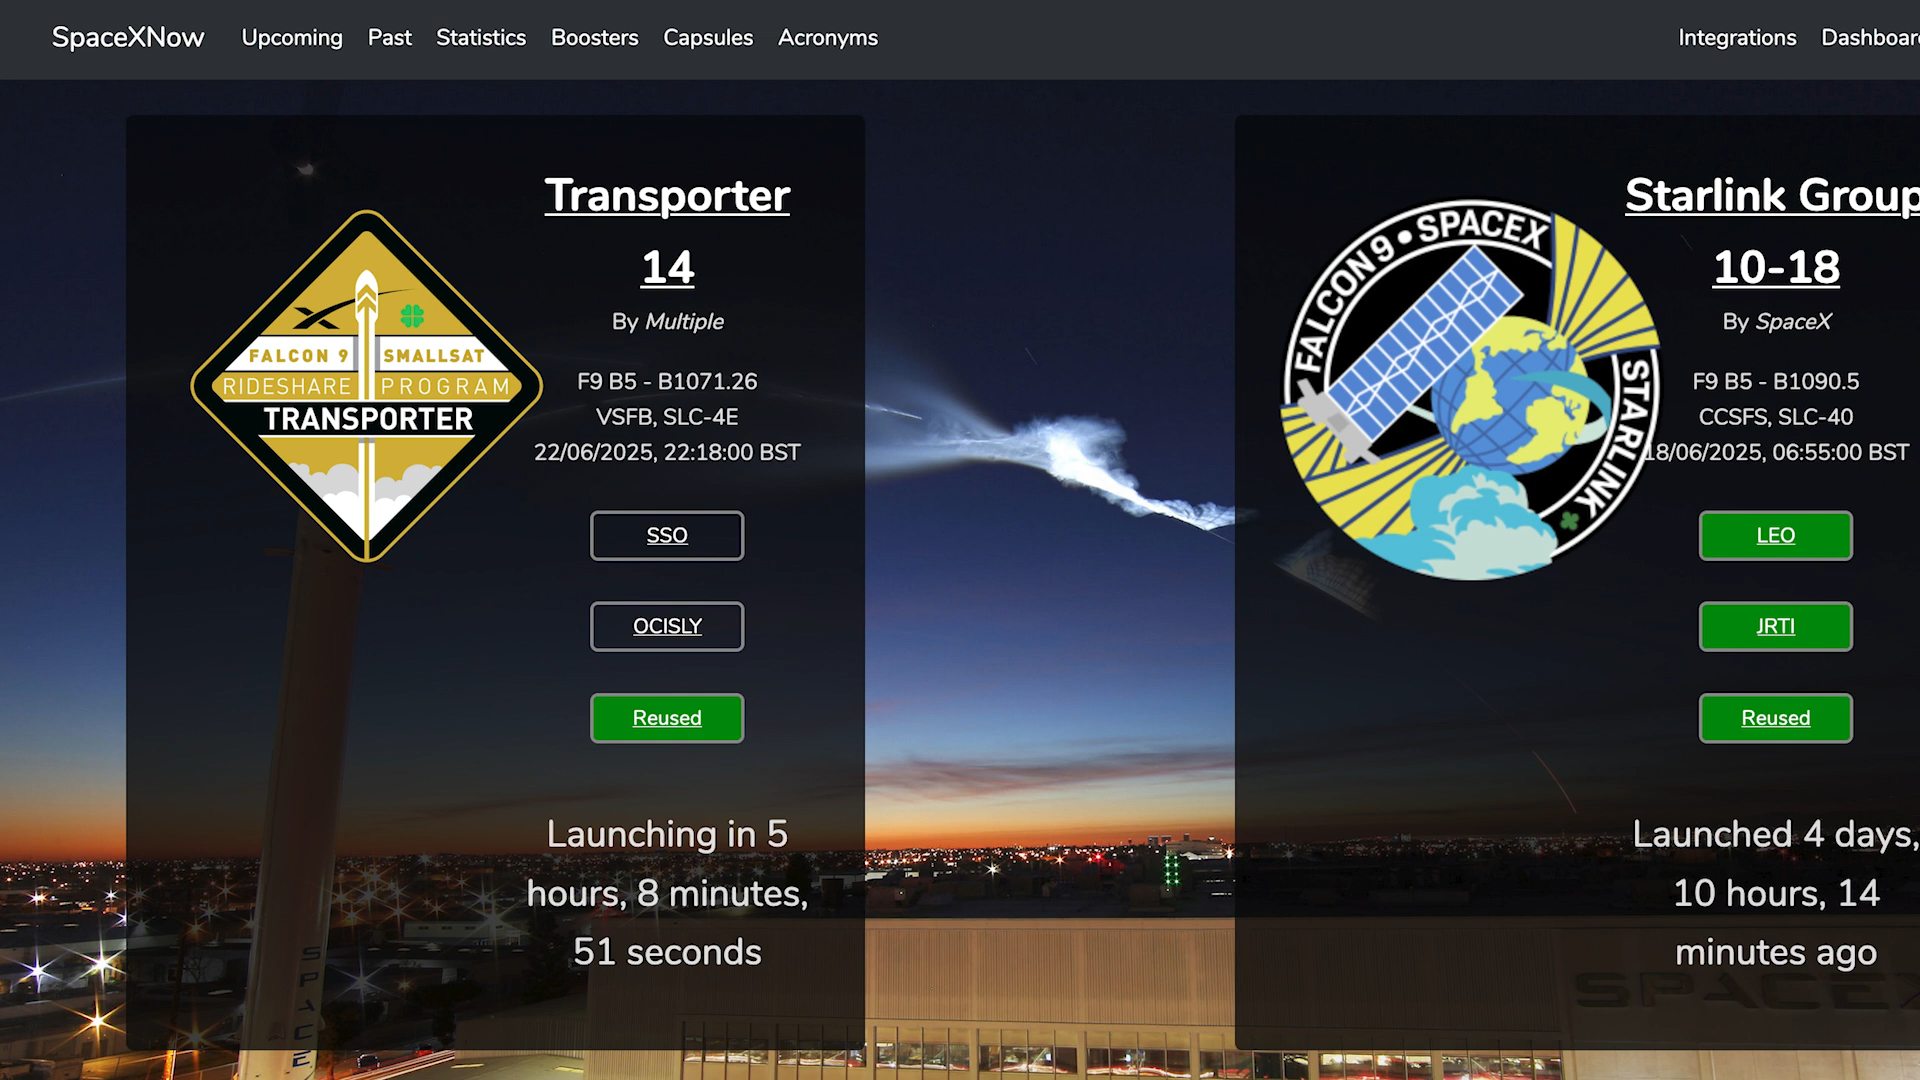 SpaceXNow Upcoming Past Statistics Boosters Capsules Acronyms Integrations
Transporter
14
By Multiple
F9 B5 - B1071.26
VSFB, SLC-4E
22/06/2025, 22:18:00 BST
SSO
OCISLY
Reused
Launching in 5
hours, 8 minutes,
51 seconds
FALCON 9 SMALLSAT
RIDESHARE PROGRAM
TRANSPORTER
Starlink Group
10-18
By SpaceX
F9 B5 - B1090.5
CCSFS, SLC-40
18/06/2025, 06:55:00 BST
LEO
JRTI
Reused
Launched 4 days,
10 hours, 14
minutes ago
FALCON 9 • SPACEX
STARLINK
SPACE
SPACEX